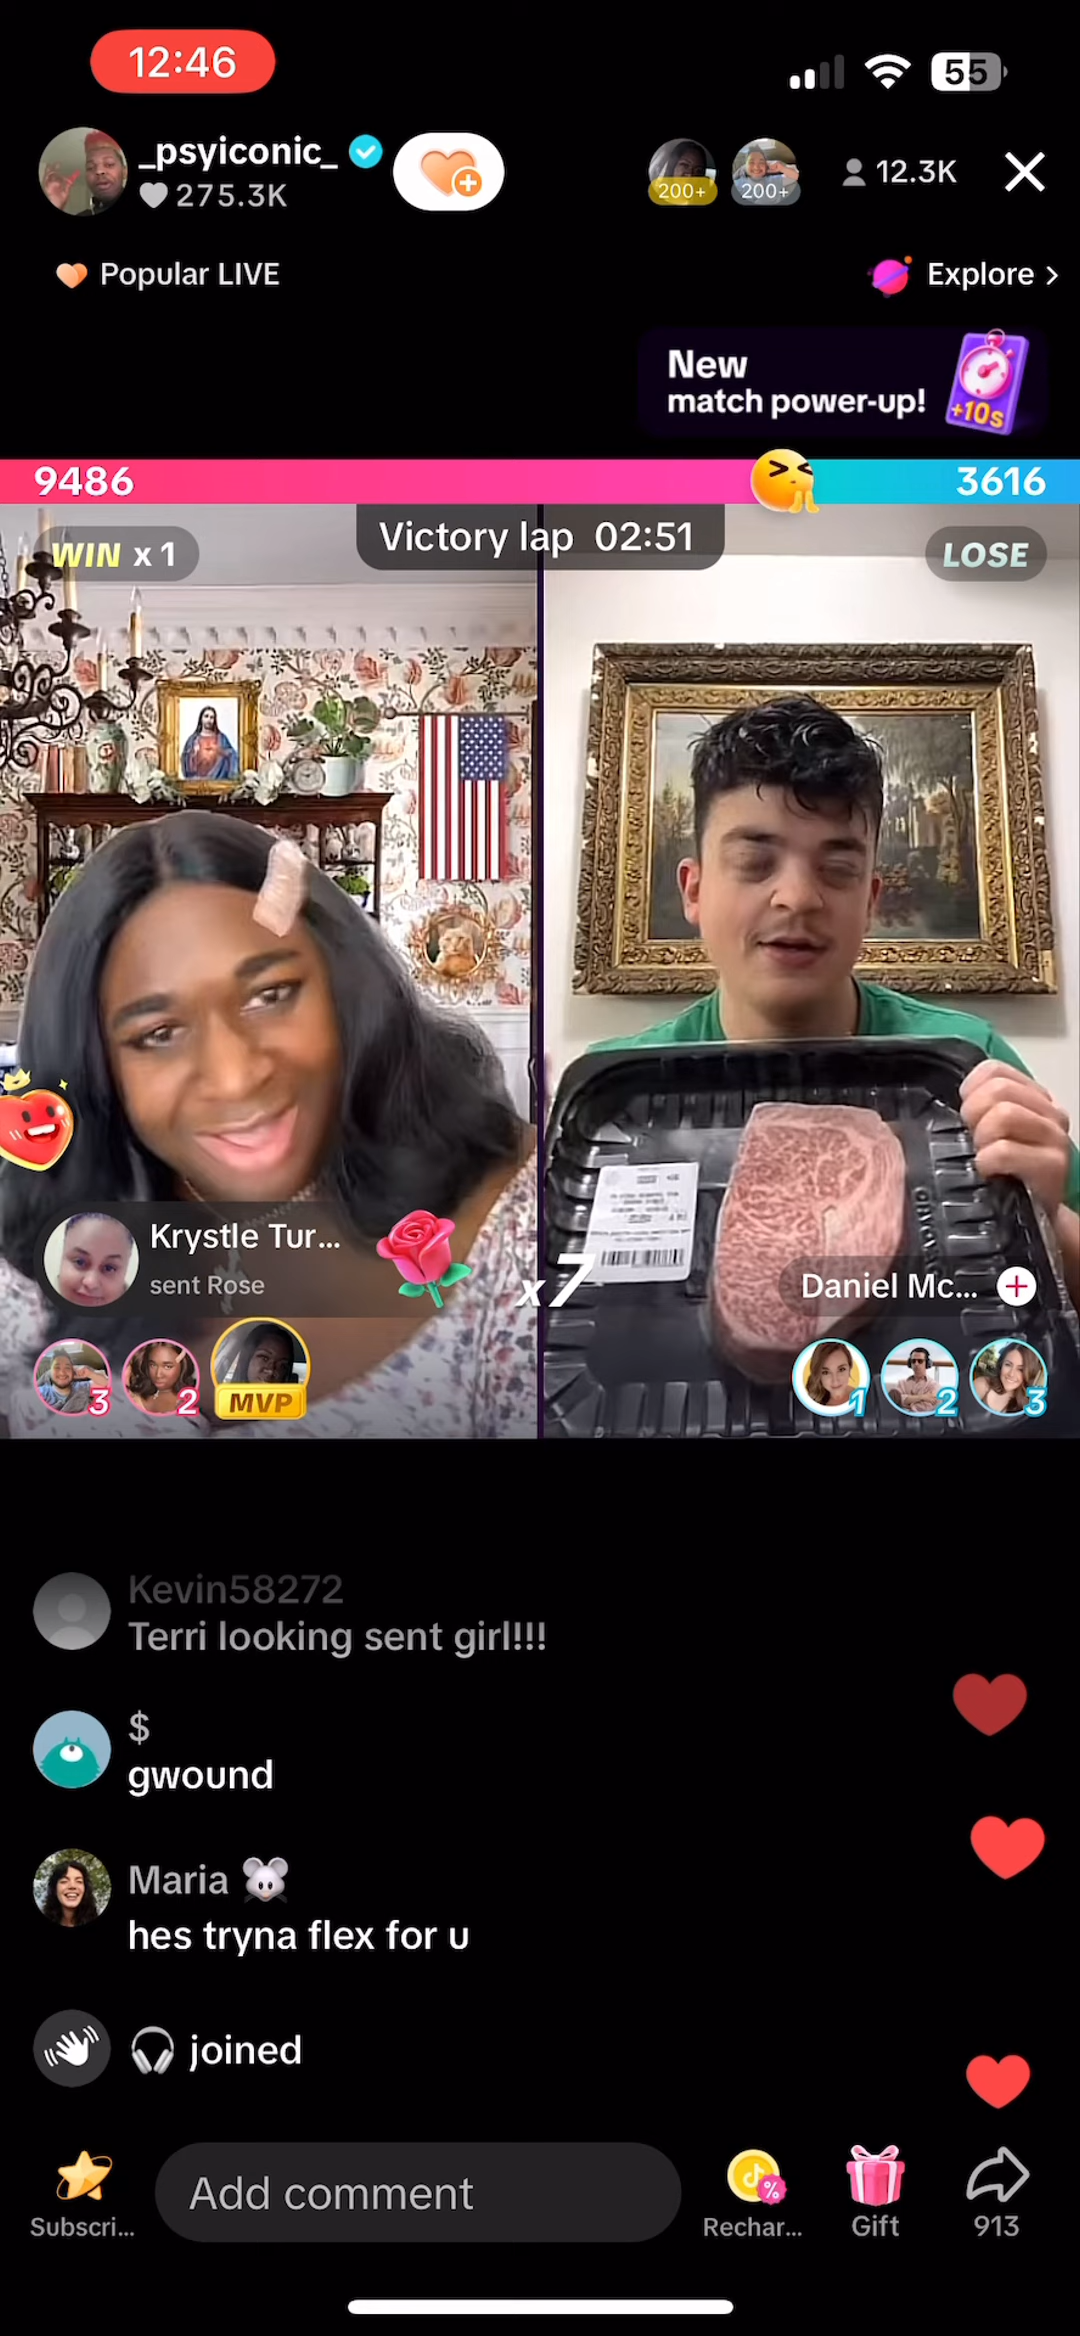 12:46
55
_psyiconic_
275.3K
200+
200+
12.3K
Popular LIVE
Explore >
New
match power-up!
+10s
9486
3616
Victory lap 02:51
WIN x 1
LOSE
Krystle Tur...
sent Rose
x7
Daniel Mc...
3
2
MVP
1
2
3
Kevin58272
Terri looking sent girl!!!
$
gwound
Maria 🐭
hes tryna flex for u
🎧 joined
Subscri...
Add comment
Rechar...
Gift
913